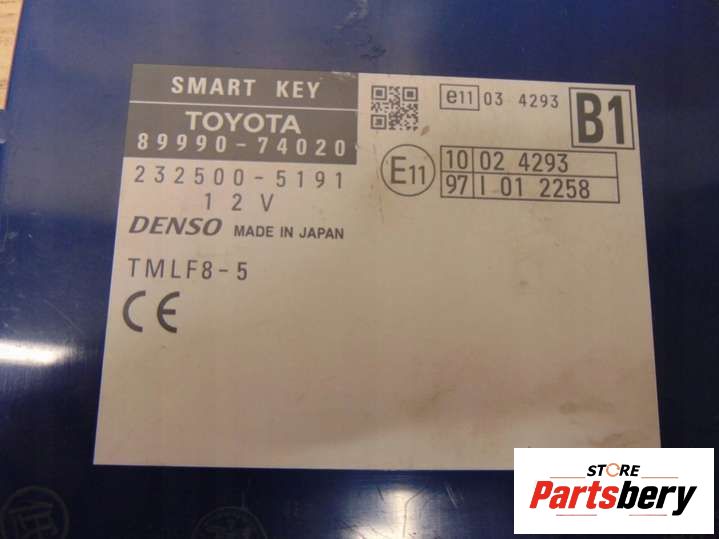 SMART KEY
TOYOTA
89990-74020
232500-5191
12V
DENSO MADE IN JAPAN
TMLF8-5
CE
e11 03 4293
B1
E11
10 02 4293
97 I 01 2258
STORE
Partsbery